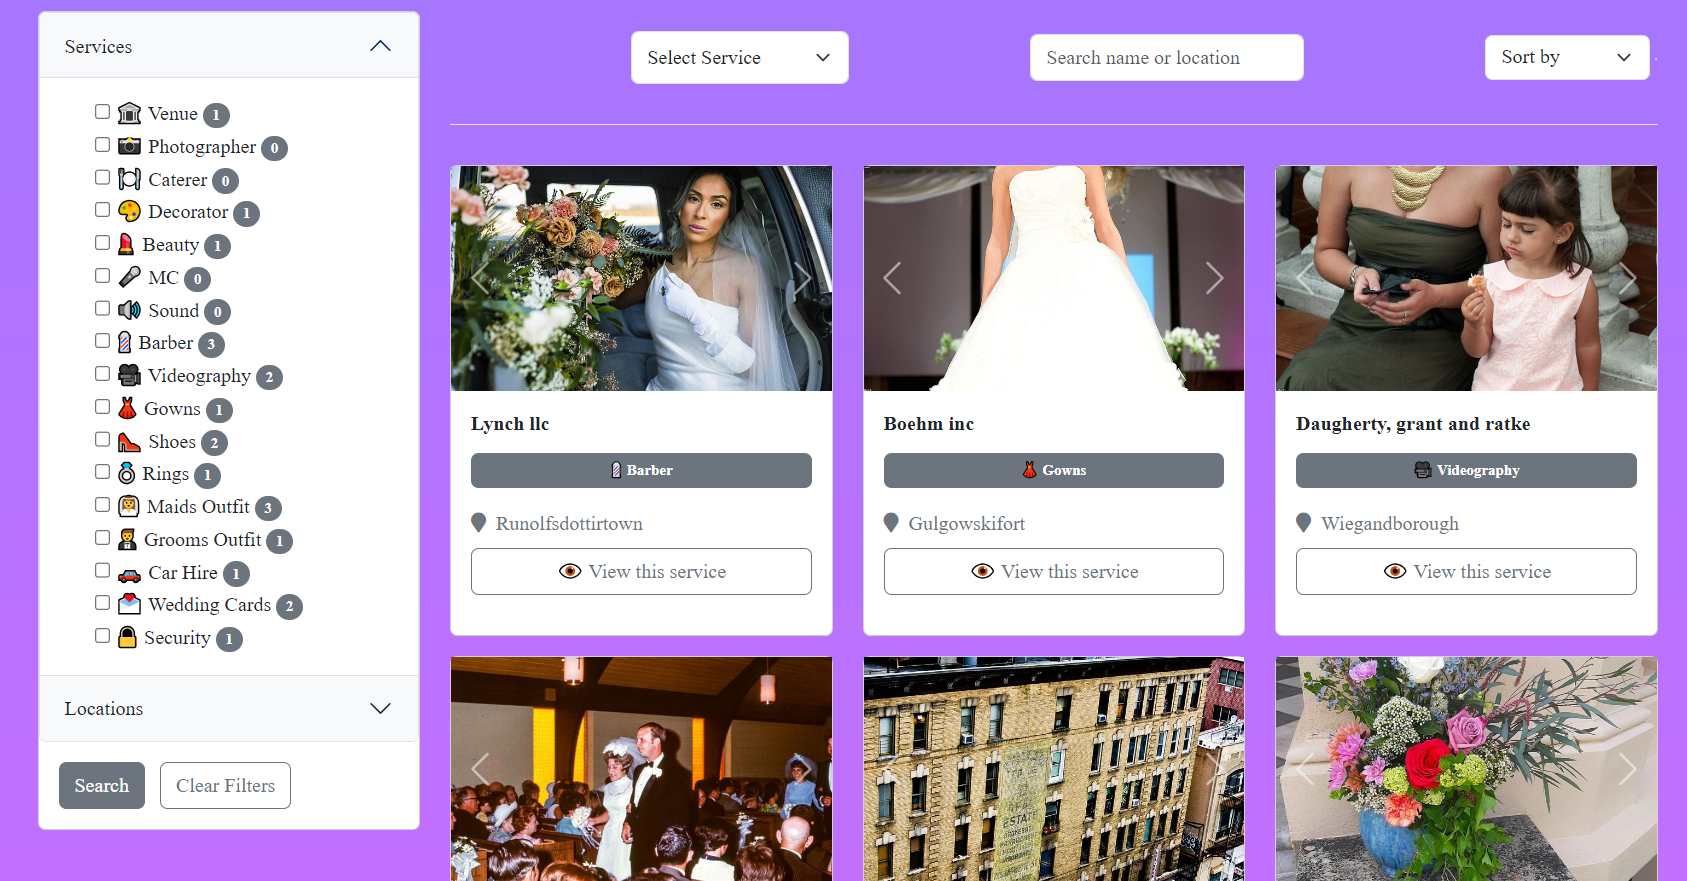 Services
Venue 1
Photographer 0
Caterer 0
Decorator 1
Beauty 1
MC 0
Sound 0
Barber 3
Videography 2
Gowns 1
Shoes 2
Rings 1
Maids Outfit 3
Grooms Outfit 1
Car Hire 1
Wedding Cards 2
Security 1
Locations
Search Clear Filters
Select Service
Search name or location
Sort by
Lynch llc
Barber
Runolfsdottirtown
View this service
Boehm inc
Gowns
Gulgowskifort
View this service
Daugherty, grant and ratke
Videography
Wiegandborough
View this service
ESTATE